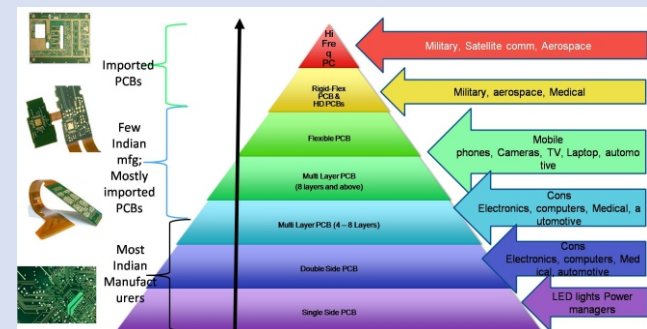 Imported
PCBs
Few
Indian
mfg;
Mostly
imported
PCBs
Most
Indian
Manufact
urers
Hi
Fre
q
PC
Rigid-Flex
PCB &
HD PCBs
Flexible PCB
Multi Layer PCB
(8 layers and above)
Multi Layer PCB (4 – 8 Layers)
Double Side PCB
Single Side PCB
Military, Satellite comm, Aerospace
Military, aerospace, Medical
Mobile
phones, Cameras, TV, Laptop, automo
tive
Cons
Electronics, computers, Medical, a
utomotive
Cons
Electronics, computers, Med
ical, automotive
LED lights Power
managers